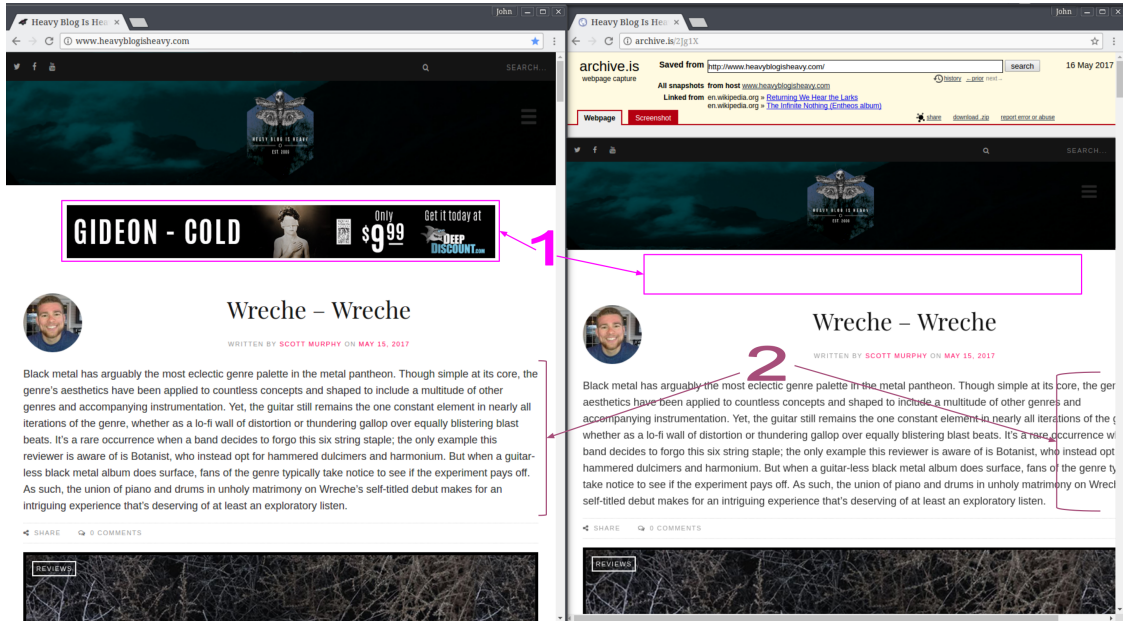 John
Heavy Blog Is Hea
www.heavyblogisheavy.com
SEARCH...
HEAVY BLOG IS HEAVY
EST 2006
GIDEON - COLD
Only
$9.99
Get it today at
DEEP
DISCOUNT.COM
Wreche – Wreche
WRITTEN BY SCOTT MURPHY ON MAY 15, 2017
Black metal has arguably the most eclectic genre palette in the metal pantheon. Though simple at its core, the
genre's aesthetics have been applied to countless concepts and shaped to include a multitude of other
genres and accompanying instrumentation. Yet, the guitar still remains the one constant element in nearly all
iterations of the genre, whether as a lo-fi wall of distortion or thundering gallop over equally blistering blast
beats. It's a rare occurrence when a band decides to forgo this six string staple; the only example this
reviewer is aware of is Botanist, who instead opt for hammered dulcimers and harmonium. But when a guitar-
less black metal album does surface, fans of the genre typically take notice to see if the experiment pays off.
As such, the union of piano and drums in unholy matrimony on Wreche's self-titled debut makes for an
intriguing experience that's deserving of at least an exploratory listen.
SHARE 0 COMMENTS
REVIEWS
1
2
John
Heavy Blog Is Hea
archive.is/2Jg1X
archive.is
webpage capture
Saved from http://www.heavyblogisheavy.com/ search 16 May 2017
history ←prior next→
All snapshots from host www.heavyblogisheavy.com
Linked from en.wikipedia.org » Returning We Hear the Larks
en.wikipedia.org » The Infinite Nothing (Entheos album)
Webpage Screenshot share download .zip report error or abuse
SEARCH...
HEAVY BLOG IS HEAVY
EST 2006
Wreche – Wreche
WRITTEN BY SCOTT MURPHY ON MAY 15, 2017
Black metal has arguably the most eclectic genre palette in the metal pantheon. Though simple at its core, the ger
aesthetics have been applied to countless concepts and shaped to include a multitude of other genres and
accompanying instrumentation. Yet, the guitar still remains the one constant element in nearly all iterations of the g
whether as a lo-fi wall of distortion or thundering gallop over equally blistering blast beats. It's a rare occurrence wl
band decides to forgo this six string staple; the only example this reviewer is aware of is Botanist, who instead opt
hammered dulcimers and harmonium. But when a guitar-less black metal album does surface, fans of the genre ty
take notice to see if the experiment pays off. As such, the union of piano and drums in unholy matrimony on Wrecl
self-titled debut makes for an intriguing experience that's deserving of at least an exploratory listen.
SHARE 0 COMMENTS
REVIEWS